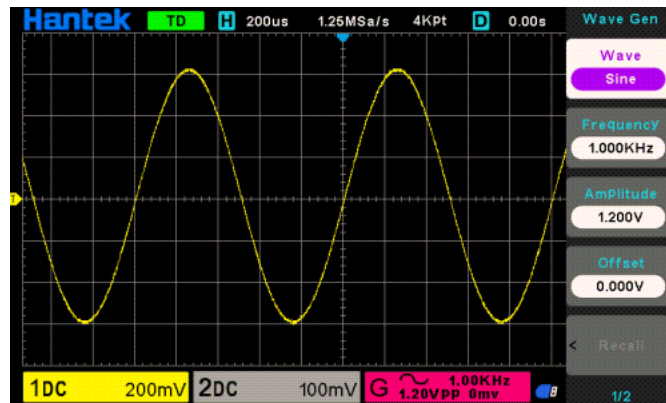 Hantek TD H 200us 1.25MSa/s 4KPt D 0.00s Wave Gen
Wave
Sine
Frequency
1.000KHz
T
Amplitude
1.200V
Offset
0.000V
< Recall
1DC 200mV 2DC 100mV G 1.00KHz
1.20VPP 0mv
1/2